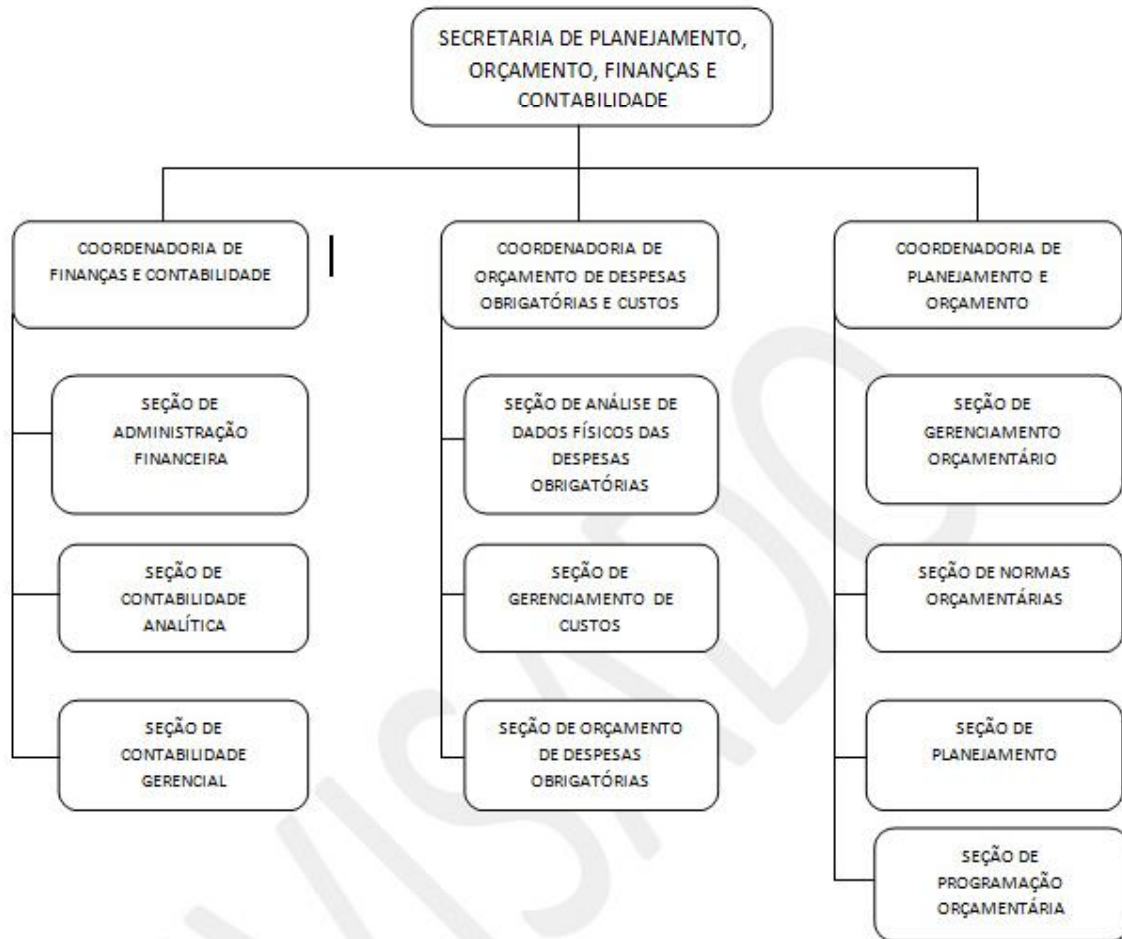 SECRETARIA DE PLANEJAMENTO,
ORÇAMENTO, FINANÇAS E
CONTABILIDADE
COORDENADORIA DE
FINANÇAS E CONTABILIDADE
COORDENADORIA DE
ORÇAMENTO DE DESPESAS
OBRIGATÓRIAS E CUSTOS
COORDENADORIA DE
PLANEJAMENTO E
ORÇAMENTO
SEÇÃO DE
ADMINISTRAÇÃO
FINANCEIRA
SEÇÃO DE ANÁLISE DE
DADOS FÍSICOS DAS
DESPESAS
OBRIGATÓRIAS
SEÇÃO DE
GERENCIAMENTO
ORÇAMENTÁRIO
SEÇÃO DE
CONTABILIDADE
ANALÍTICA
SEÇÃO DE
GERENCIAMENTO DE
CUSTOS
SEÇÃO DE NORMAS
ORÇAMENTÁRIAS
SEÇÃO DE
CONTABILIDADE
GERENCIAL
SEÇÃO DE ORÇAMENTO
DE DESPESAS
OBRIGATÓRIAS
SEÇÃO DE
PLANEJAMENTO
SEÇÃO DE
PROGRAMAÇÃO
ORÇAMENTÁRIA
VISADO